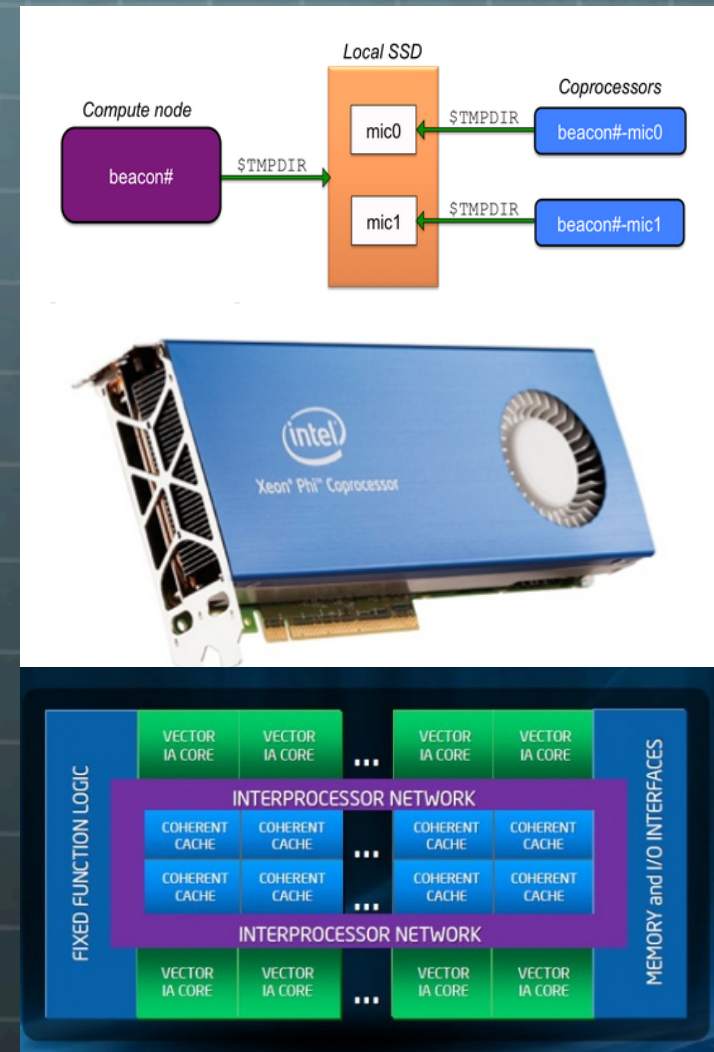 Local SSD
Compute node
Coprocessors
mic0
$TMPDIR
beacon#-mic0
beacon#
$TMPDIR
mic1
$TMPDIR
beacon#-mic1
intel
Xeon® Phi™ Coprocessor
FIXED FUNCTION LOGIC
VECTOR
IA CORE
VECTOR
IA CORE
...
VECTOR
IA CORE
VECTOR
IA CORE
INTERPROCESSOR NETWORK
COHERENT
CACHE
COHERENT
CACHE
...
COHERENT
CACHE
COHERENT
CACHE
COHERENT
CACHE
COHERENT
CACHE
...
COHERENT
CACHE
COHERENT
CACHE
INTERPROCESSOR NETWORK
VECTOR
IA CORE
VECTOR
IA CORE
...
VECTOR
IA CORE
VECTOR
IA CORE
MEMORY and I/O INTERFACES